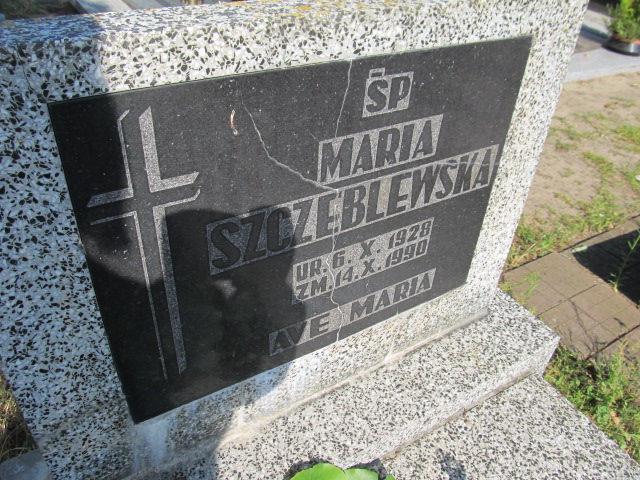 ŚP
MARIA
SZCZEBLEWSKA
UR. 6. X. 1928
ZM. 14. X. 1990
AVE MARIA